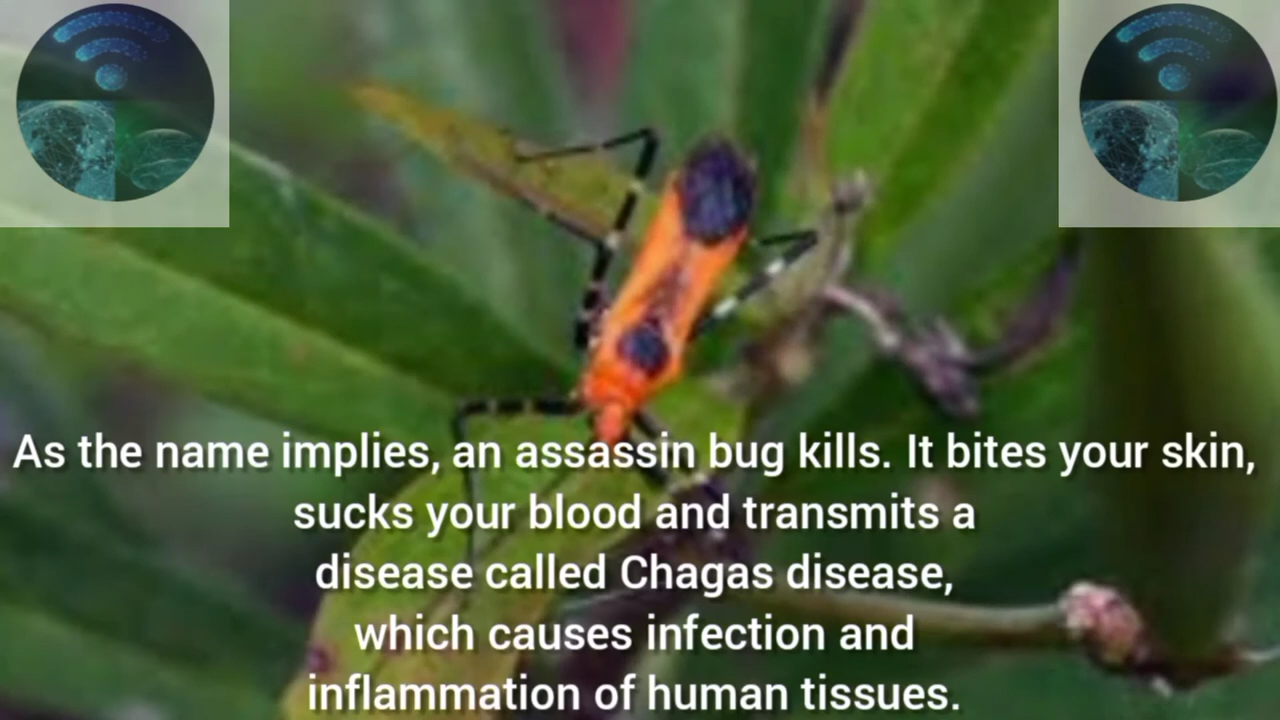 As the name implies, an assassin bug kills. It bites your skin,
sucks your blood and transmits a
disease called Chagas disease,
which causes infection and
inflammation of human tissues.